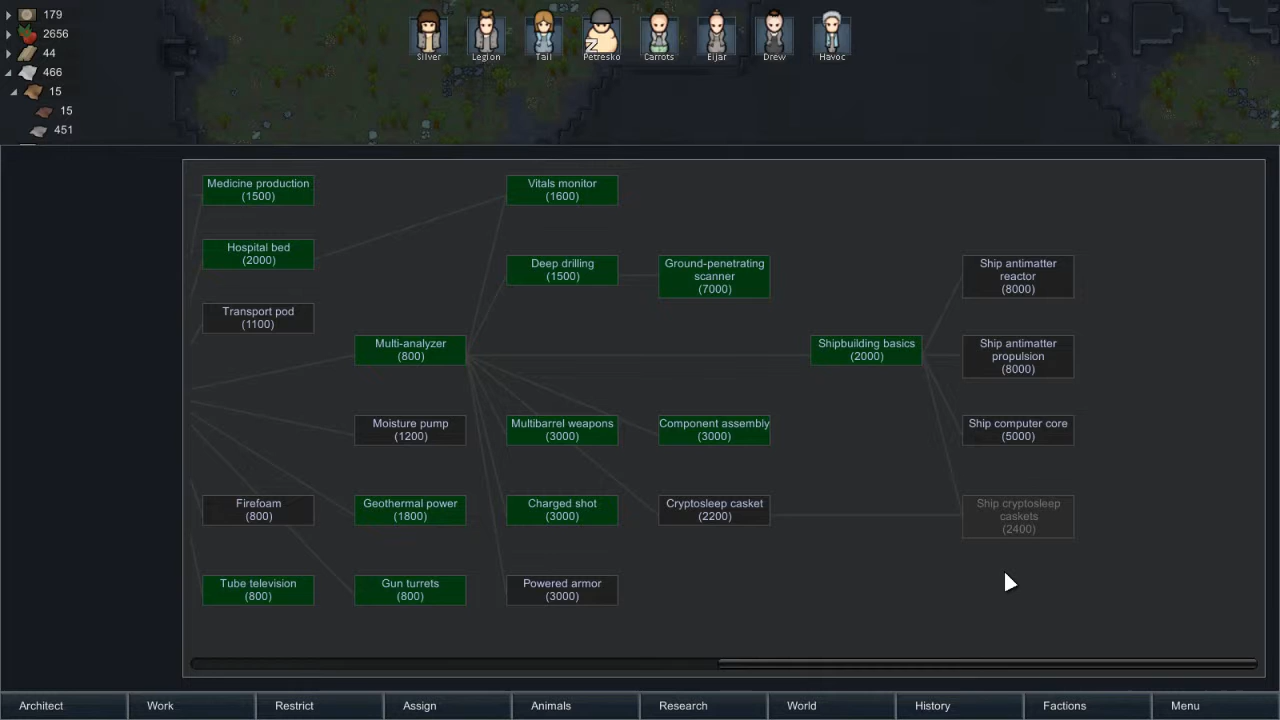 179
2656
44
466
15
15
451
Silver
Legion
Tail
Z
Petresko
Carrots
Eijar
Drew
Havoc
Medicine production
(1500)
Vitals monitor
(1600)
Hospital bed
(2000)
Deep drilling
(1500)
Ground-penetrating
scanner
(7000)
Ship antimatter
reactor
(8000)
Transport pod
(1100)
Multi-analyzer
(800)
Shipbuilding basics
(2000)
Ship antimatter
propulsion
(8000)
Moisture pump
(1200)
Multibarrel weapons
(3000)
Component assembly
(3000)
Ship computer core
(5000)
Firefoam
(800)
Geothermal power
(1800)
Charged shot
(3000)
Cryptosleep casket
(2200)
Ship cryptosleep
caskets
(2400)
Tube television
(800)
Gun turrets
(800)
Powered armor
(3000)
Architect
Work
Restrict
Assign
Animals
Research
World
History
Factions
Menu